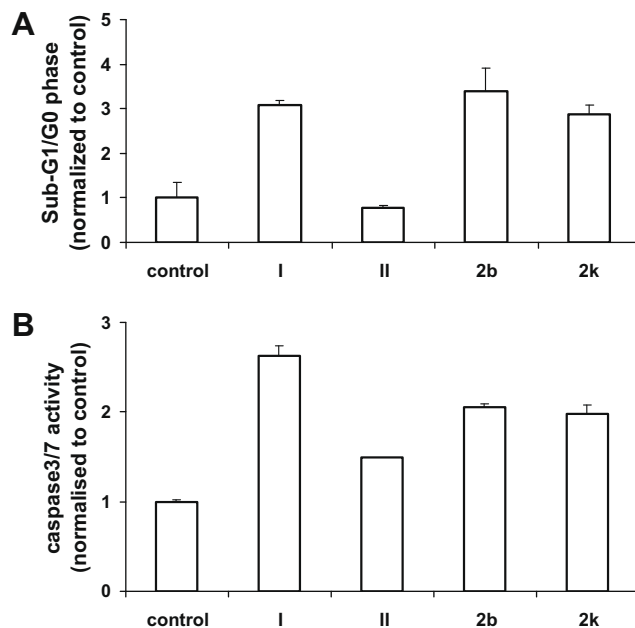 A
Sub-G1/G0 phase
(normalized to control)
5
4
3
2
1
0
control I II 2b 2k
B
caspase3/7 activity
(normalised to control)
3
2
1
0
control I II 2b 2k